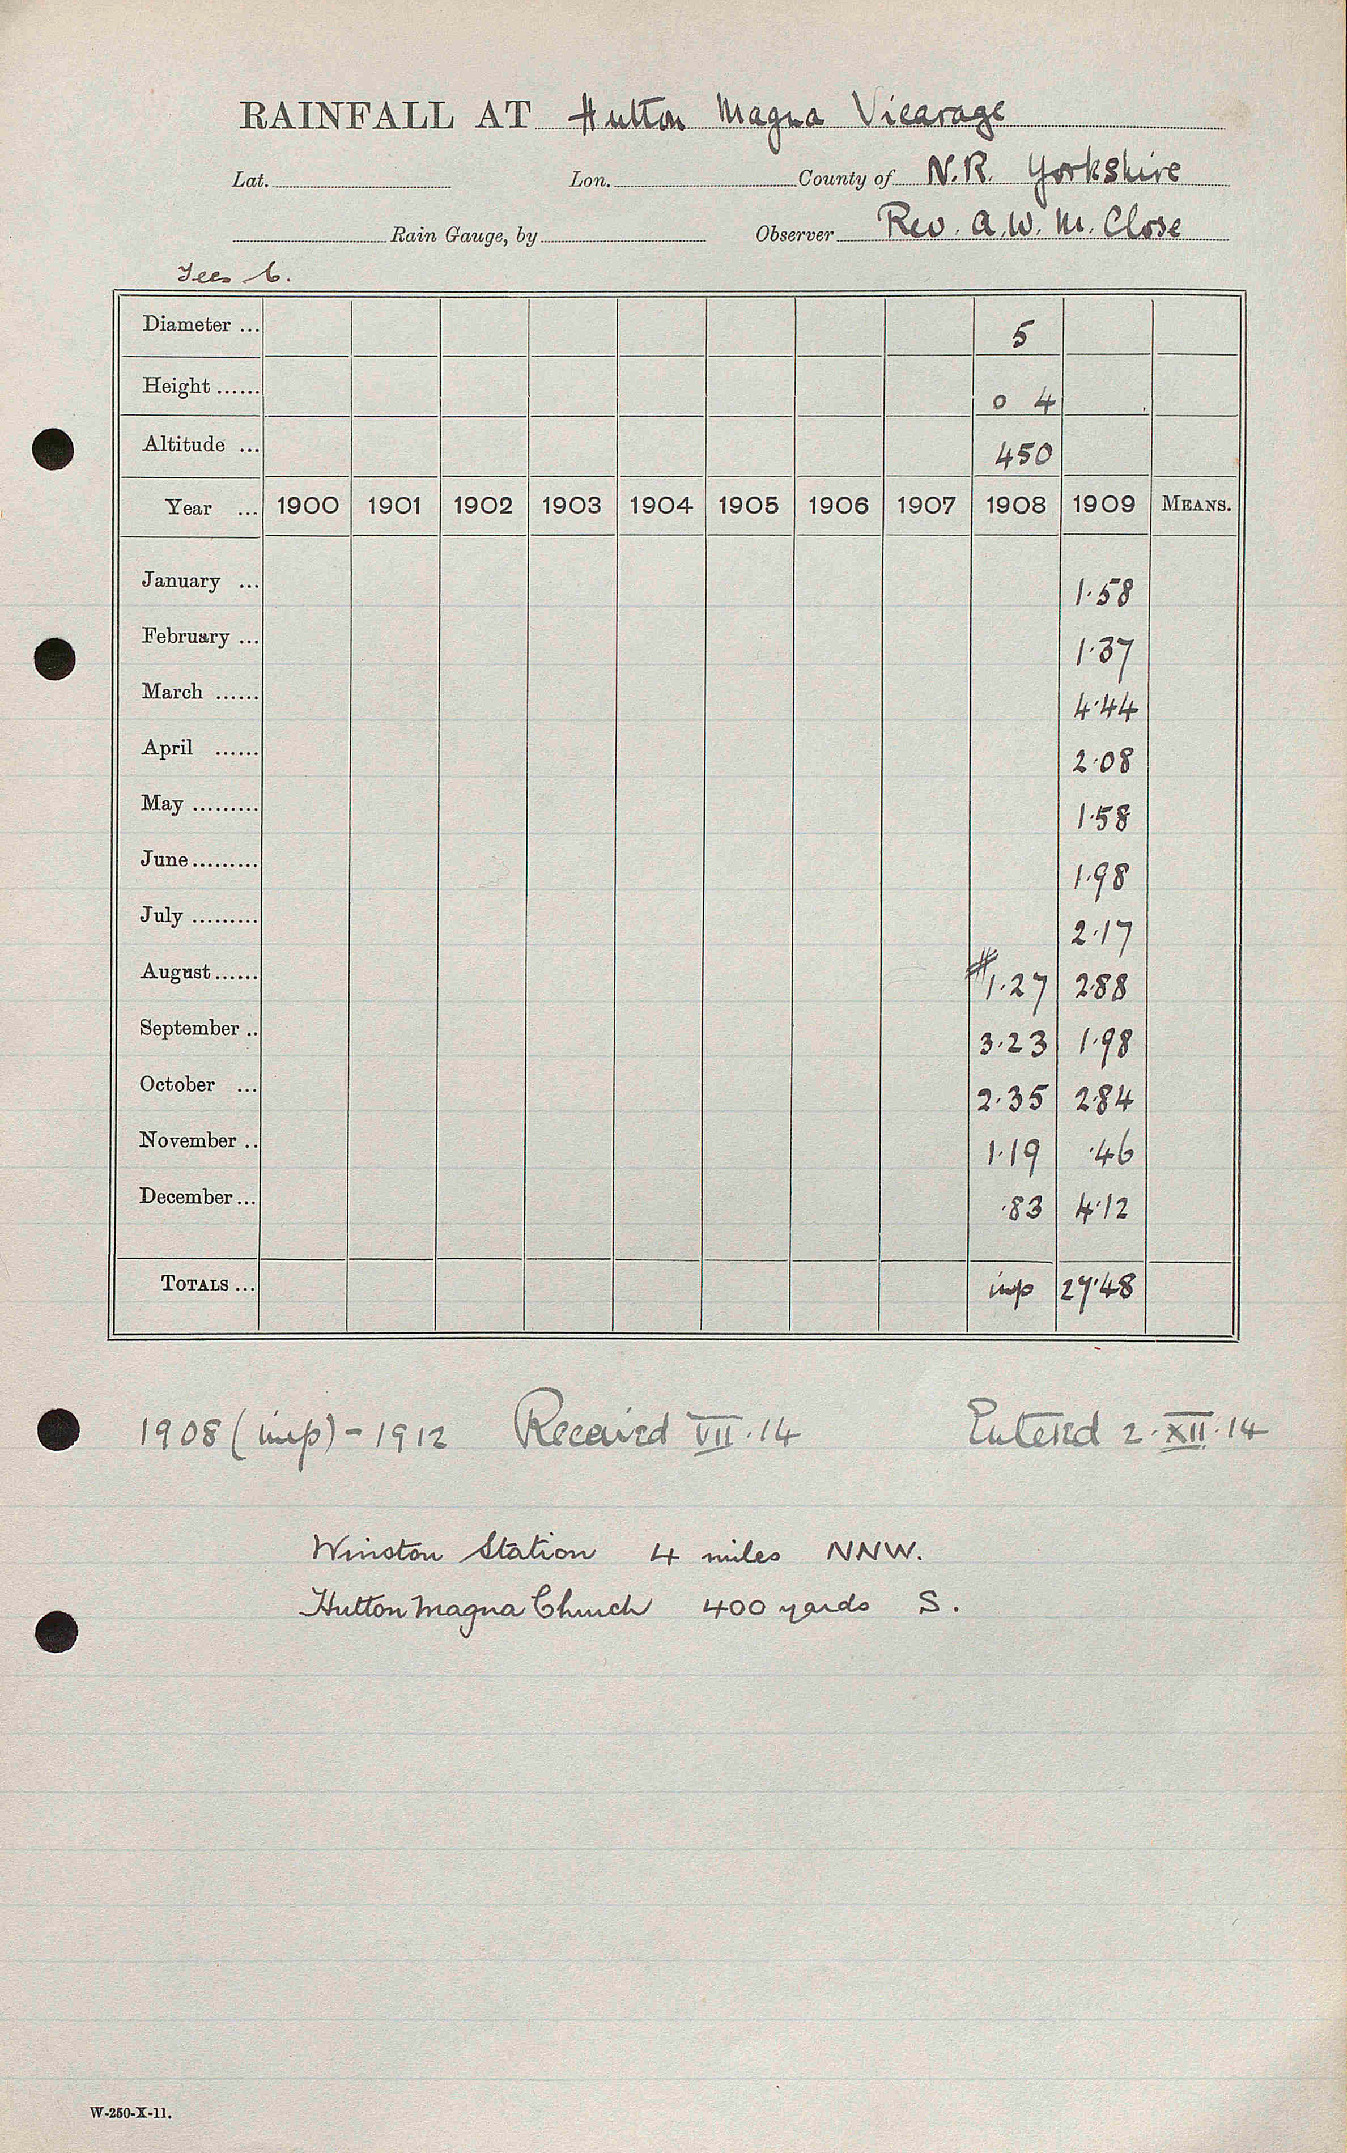 RAINFALL AT Hutton Magna Vicarage
Lat. Lon. County of N.R. Yorkshire
Rain Gauge, by Observer Rev. A.W. M. Close
Tees 6.
Diameter ... 5
Height ...... 0 4
Altitude ... 450
Year ... 1900 1901 1902 1903 1904 1905 1906 1907 1908 1909 MEANS.
January ... 1.58
February ... 1.37
March ...... 4.44
April ...... 2.08
May ......... 1.58
June ......... 1.98
July ......... 2.17
August ...... #1.27 2.88
September .. 3.23 1.98
October ... 2.35 2.84
November .. 1.19 .46
December ... .83 4.12
TOTALS ... imp 27.48
1908 (imp) - 1912 Received VII.14 Entered 2.XII.14
Winston Station 4 miles NNW.
Hutton Magna Church 400 yards S.
W-250-X-11.